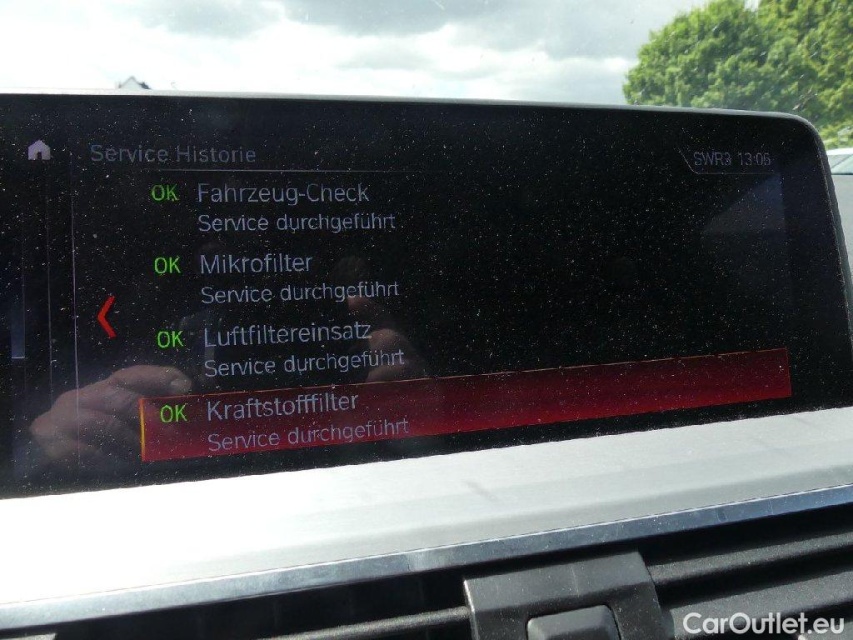 Service Historie
SWR3 13:06
OK Fahrzeug-Check
Service durchgeführt
OK Mikrofilter
Service durchgeführt
OK Luftfiltereinsatz
Service durchgeführt
OK Kraftstofffilter
Service durchgeführt
CarOutlet.eu